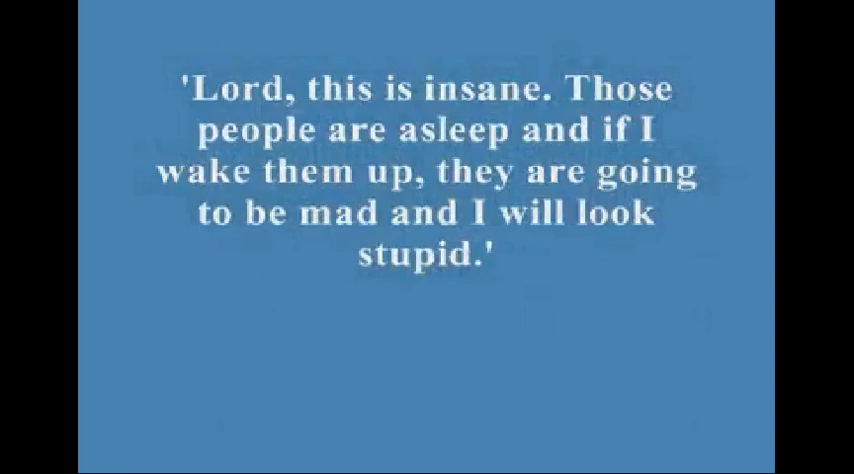 'Lord, this is insane. Those
people are asleep and if I
wake them up, they are going
to be mad and I will look
stupid.'